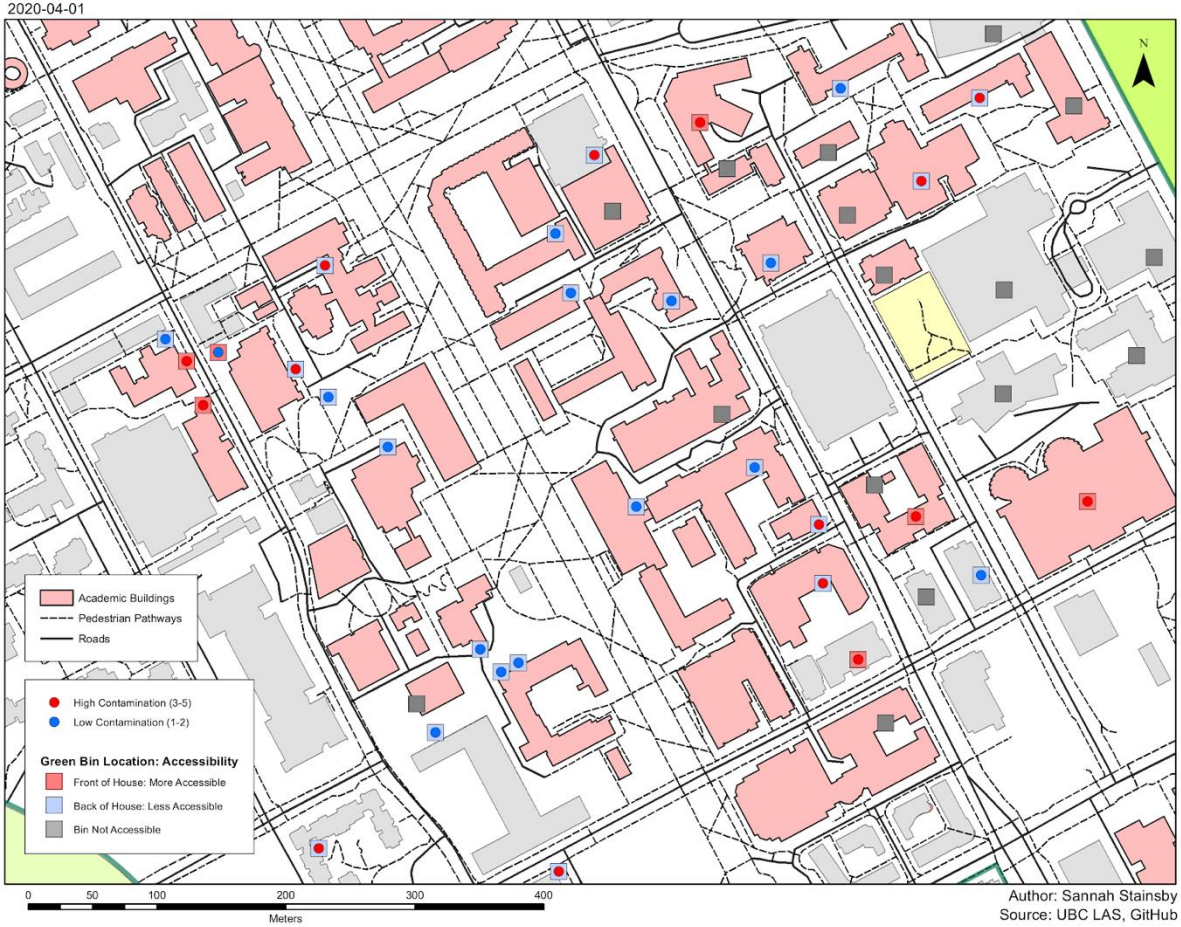 2020-04-01
N
Academic Buildings
Pedestrian Pathways
Roads
High Contamination (3-5)
Low Contamination (1-2)
Green Bin Location: Accessibility
Front of House: More Accessible
Back of House: Less Accessible
Bin Not Accessible
0 50 100 200 300 400
Meters
Author: Sannah Stainsby
Source: UBC LAS, GitHub